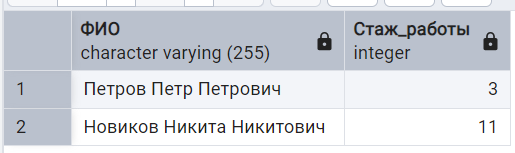 ФИО Стаж_работы
character varying (255) integer
1 Петров Петр Петрович 3
2 Новиков Никита Никитович 11